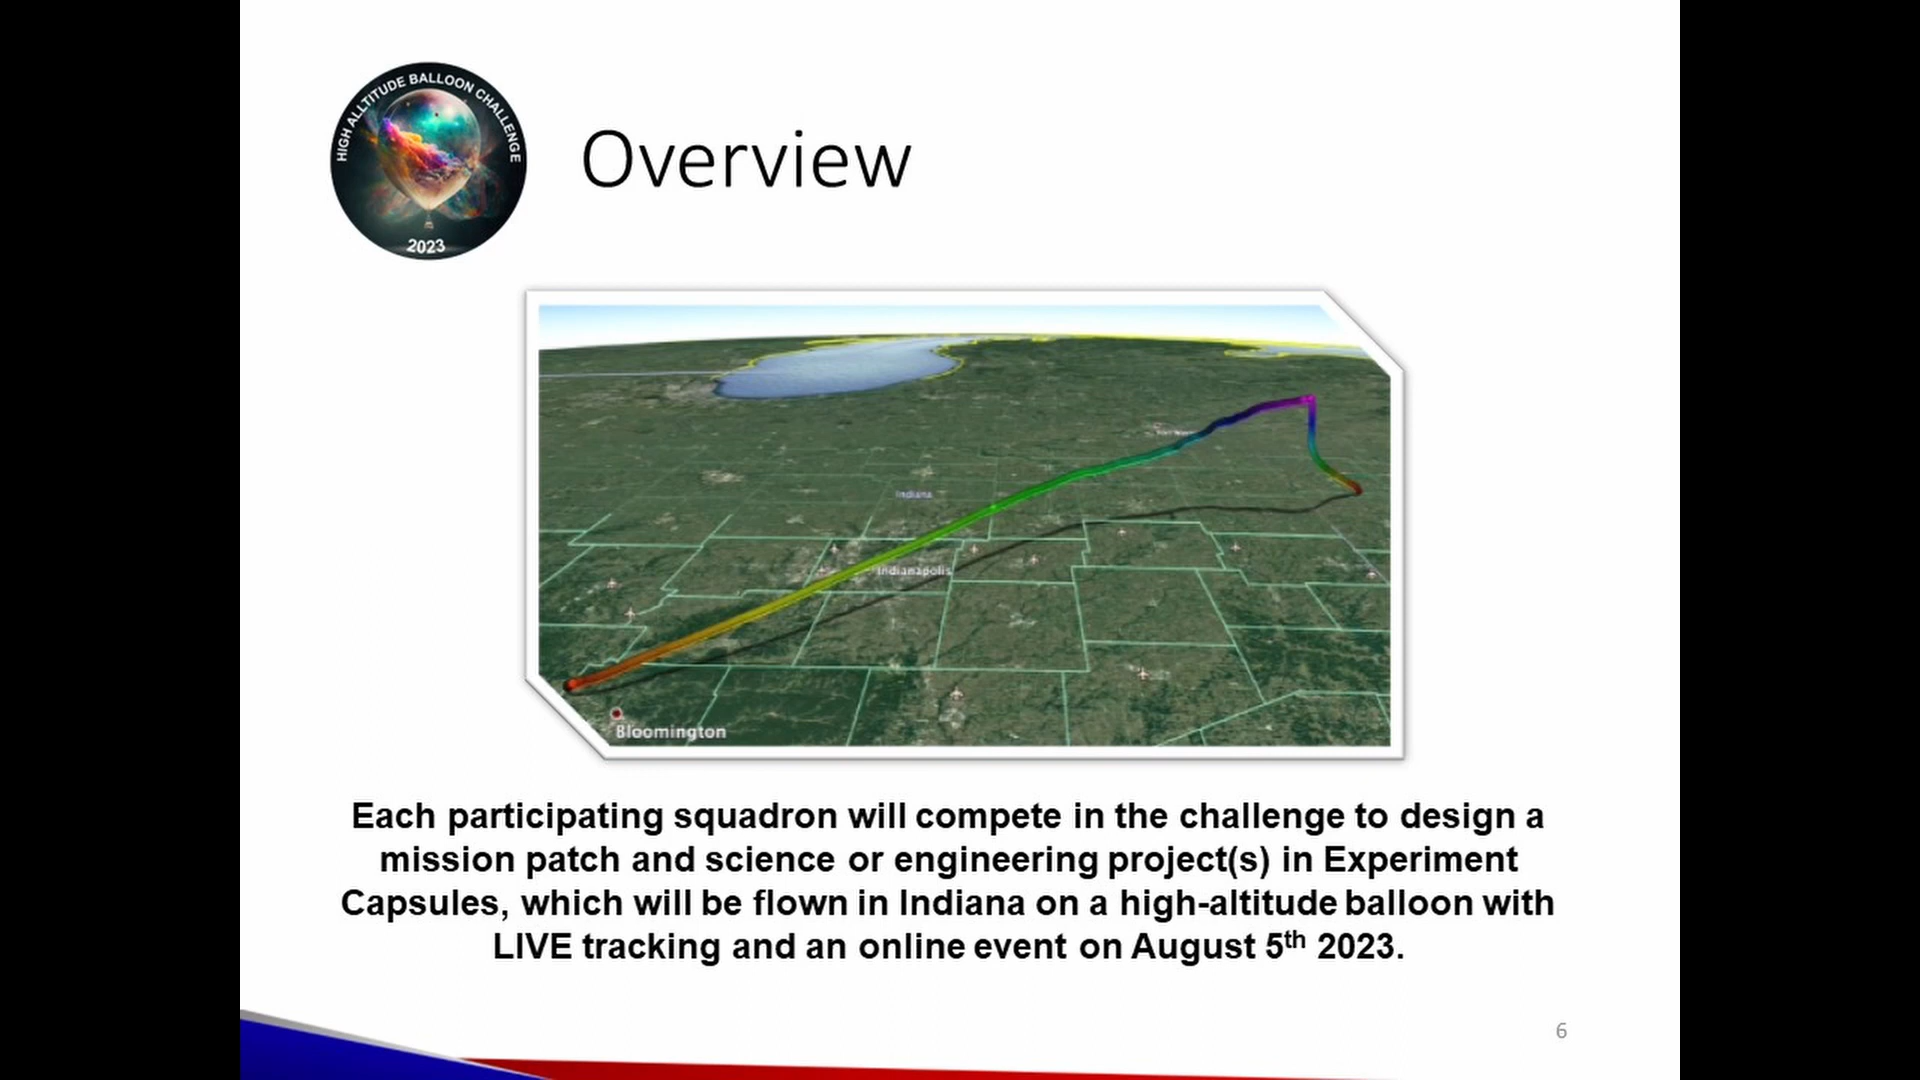 HIGH ALLTITUDE BALLOON CHALLENGE
2023
Overview
Indiana
Indianapolis
Bloomington
Each participating squadron will compete in the challenge to design a
mission patch and science or engineering project(s) in Experiment
Capsules, which will be flown in Indiana on a high-altitude balloon with
LIVE tracking and an online event on August 5th 2023.
6